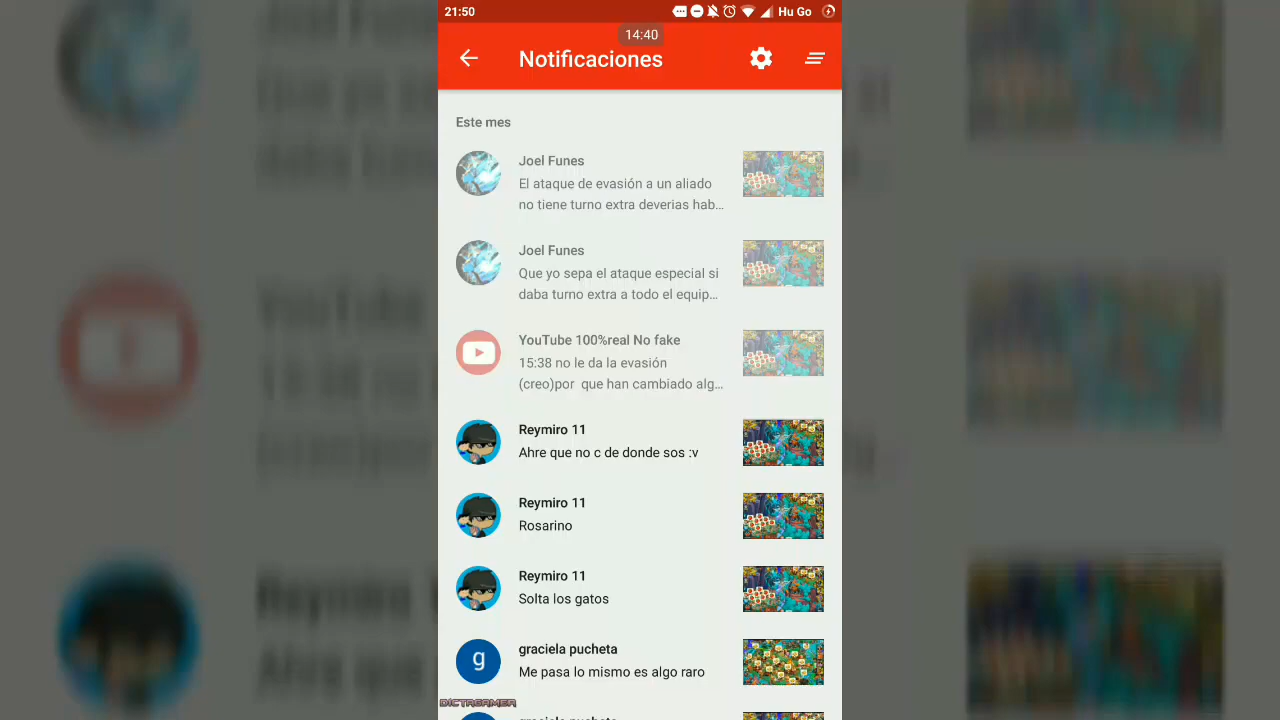 21:50
Hu Go
14:40
Notificaciones
Este mes
Joel Funes
El ataque de evasión a un aliado
no tiene turno extra deverias hab…
Joel Funes
Que yo sepa el ataque especial si
daba turno extra a todo el equip…
YouTube 100%real No fake
15:38 no le da la evasión
(creo)por  que han cambiado alg…
Reymiro 11
Ahre que no c de donde sos :v
Reymiro 11
Rosarino
Reymiro 11
Solta los gatos
g
graciela pucheta
Me pasa lo mismo es algo raro
DICTAGAMER
graciela pucheta